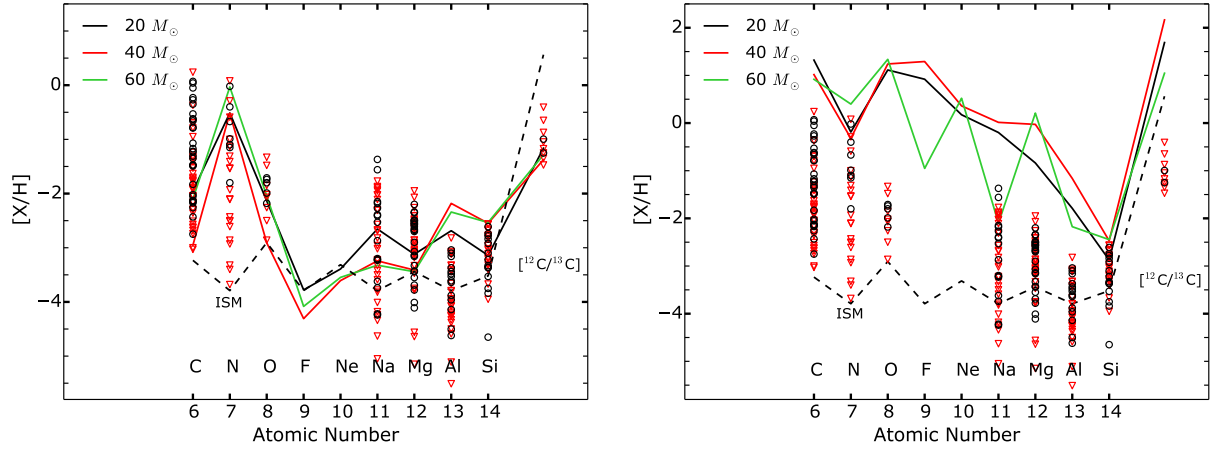 20 M⊙
40 M⊙
60 M⊙
0
−2
−4
[X/H]
ISM
[¹²C/¹³C]
C N O F Ne Na Mg Al Si
6 7 8 9 10 11 12 13 14
Atomic Number
20 M⊙
40 M⊙
60 M⊙
2
0
−2
−4
[X/H]
ISM
[¹²C/¹³C]
C N O F Ne Na Mg Al Si
6 7 8 9 10 11 12 13 14
Atomic Number